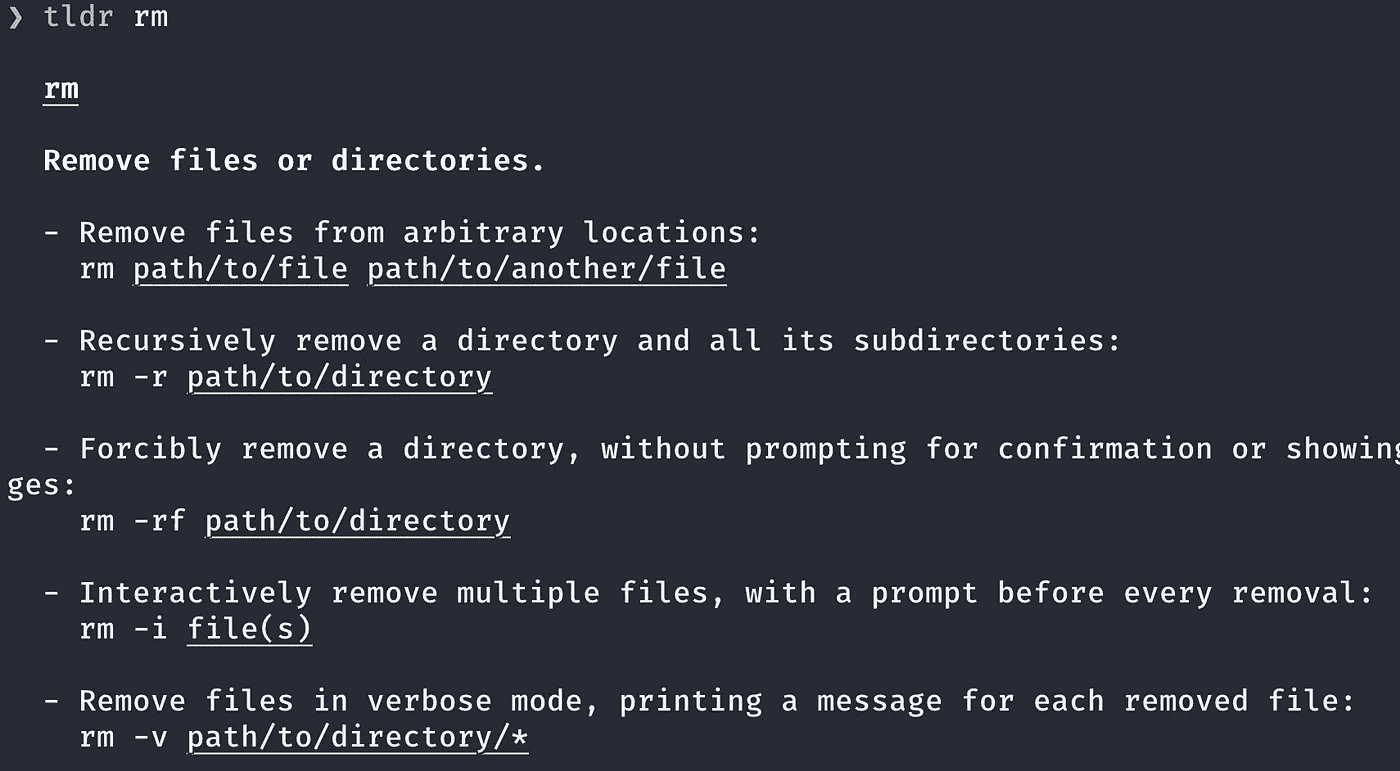 ❯ tldr rm
rm
Remove files or directories.
- Remove files from arbitrary locations:
rm path/to/file path/to/another/file
- Recursively remove a directory and all its subdirectories:
rm -r path/to/directory
- Forcibly remove a directory, without prompting for confirmation or showing
ges:
rm -rf path/to/directory
- Interactively remove multiple files, with a prompt before every removal:
rm -i file(s)
- Remove files in verbose mode, printing a message for each removed file:
rm -v path/to/directory/*